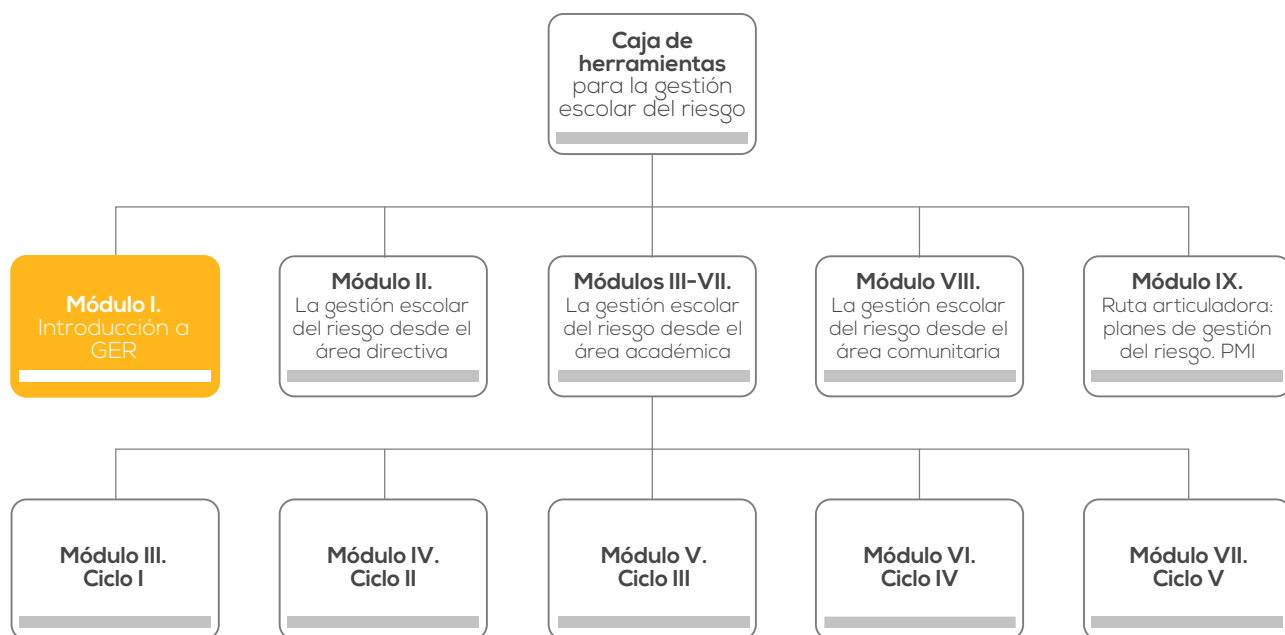 Caja de
herramientas
para la gestión
escolar del riesgo
Módulo I.
Introducción a
GER
Módulo II.
La gestión escolar
del riesgo desde el
área directiva
Módulos III-VII.
La gestión escolar
del riesgo desde el
área académica
Módulo VIII.
La gestión escolar
del riesgo desde el
área comunitaria
Módulo IX.
Ruta articuladora:
planes de gestión
del riesgo. PMI
Módulo III.
Ciclo I
Módulo IV.
Ciclo II
Módulo V.
Ciclo III
Módulo VI.
Ciclo IV
Módulo VII.
Ciclo V